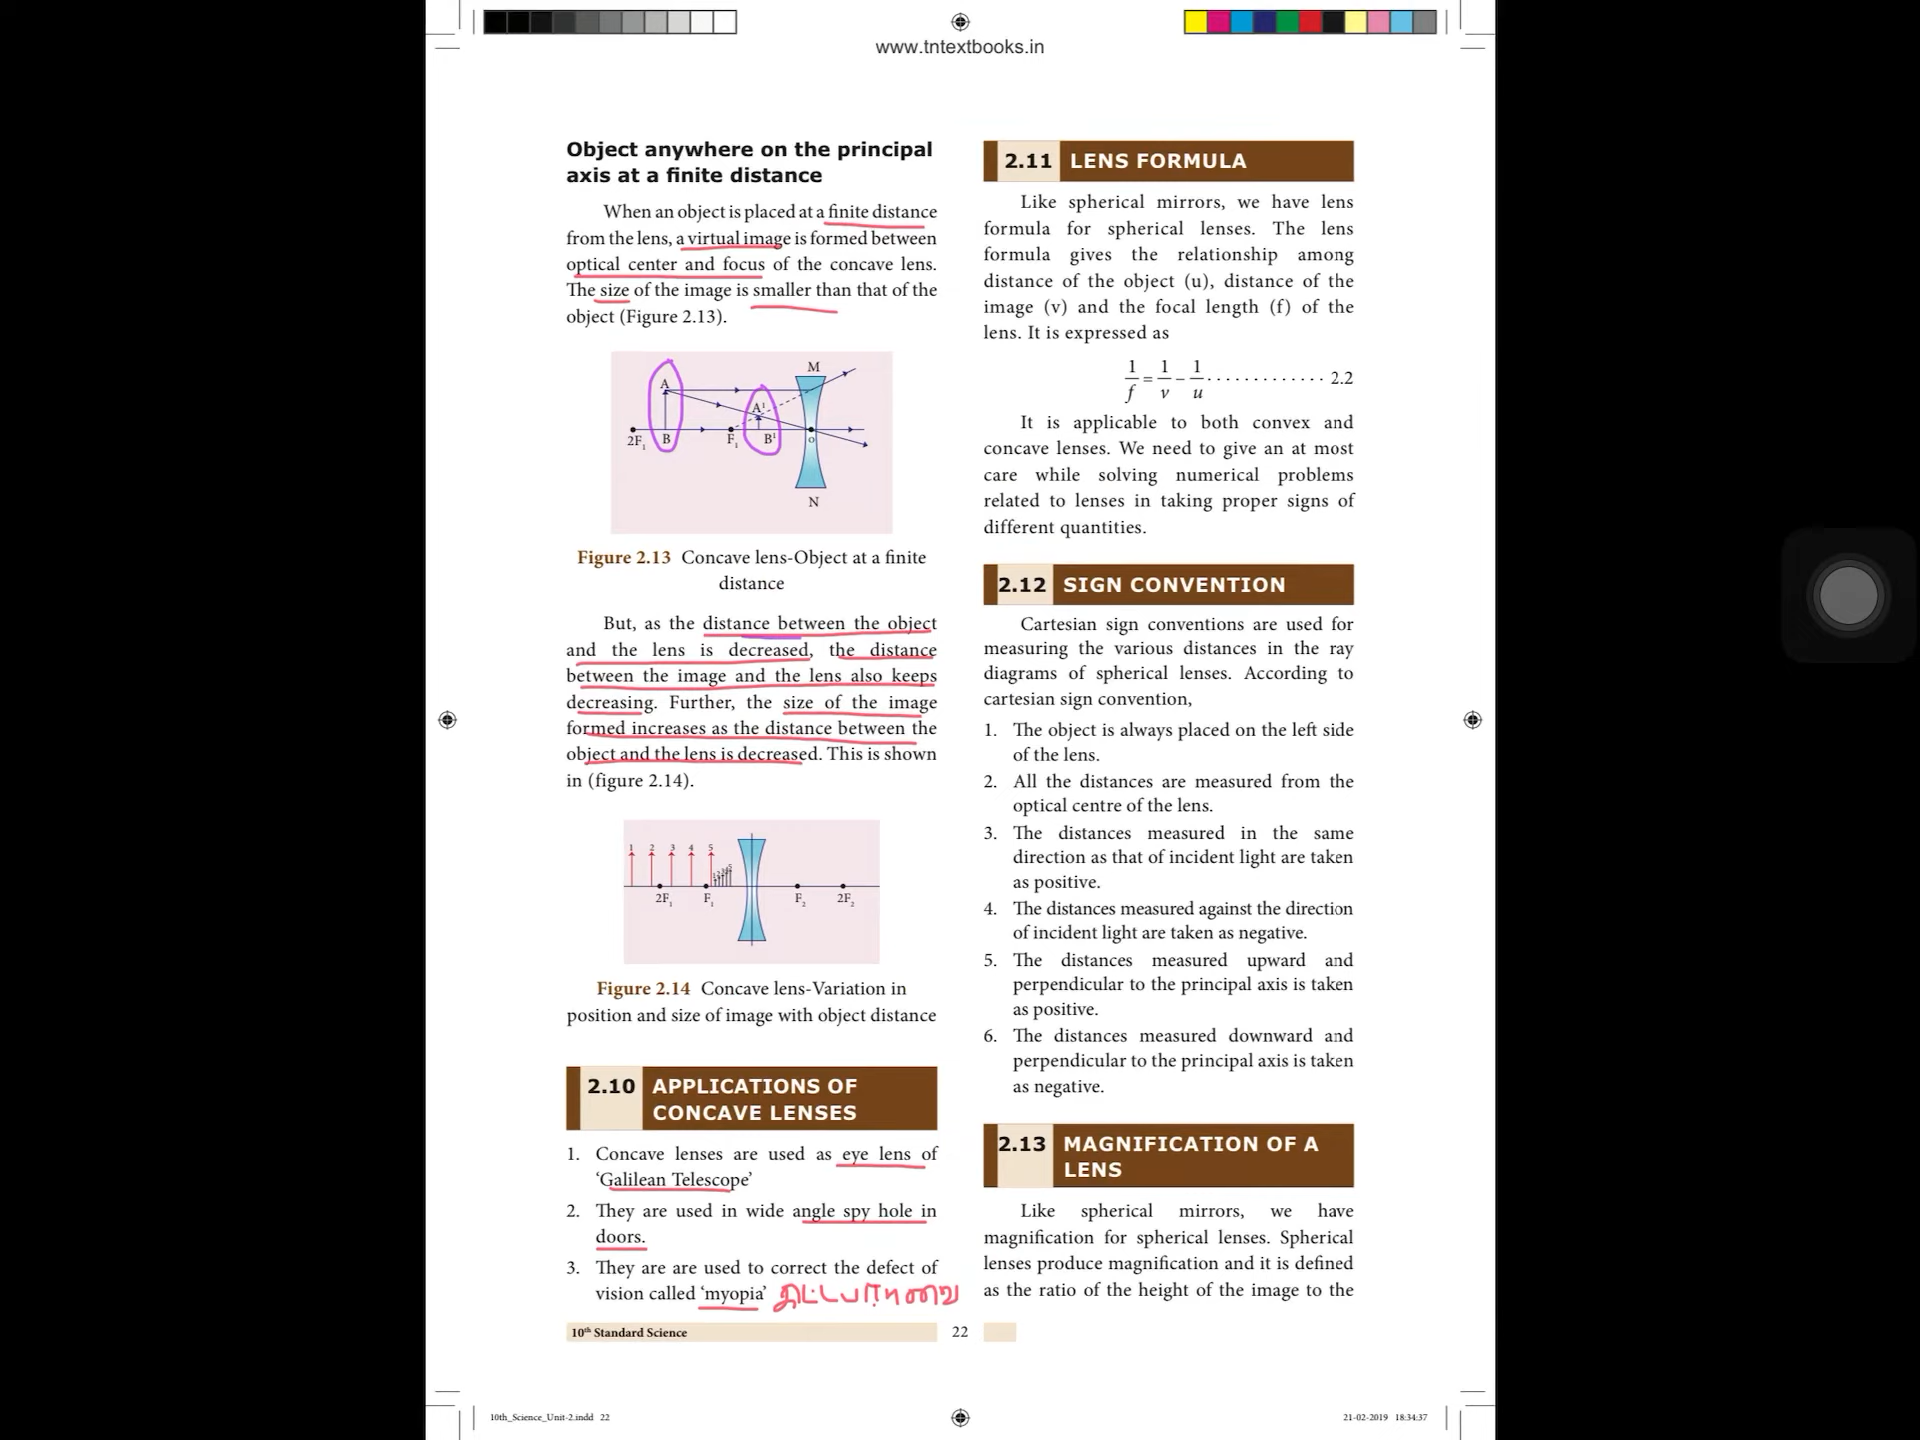 www.tntextbooks.in
Object anywhere on the principal
axis at a finite distance
When an object is placed at a finite distance
from the lens, a virtual image is formed between
optical center and focus of the concave lens.
The size of the image is smaller than that of the
object (Figure 2.13).
M
A
A¹
2F₁ B F₁ B¹ o
N
Figure 2.13 Concave lens-Object at a finite
distance
But, as the distance between the object
and the lens is decreased, the distance
between the image and the lens also keeps
decreasing. Further, the size of the image
formed increases as the distance between the
object and the lens is decreased. This is shown
in (figure 2.14).
1 2 3 4 5
2F₁ F₁ F₂ 2F₂
Figure 2.14 Concave lens-Variation in
position and size of image with object distance
2.10 APPLICATIONS OF
CONCAVE LENSES
1. Concave lenses are used as eye lens of
‘Galilean Telescope’
2. They are used in wide angle spy hole in
doors.
3. They are are used to correct the defect of
vision called ‘myopia’
2.11 LENS FORMULA
Like spherical mirrors, we have lens
formula for spherical lenses. The lens
formula gives the relationship among
distance of the object (u), distance of the
image (v) and the focal length (f) of the
lens. It is expressed as
1/f = 1/v – 1/u ............. 2.2
It is applicable to both convex and
concave lenses. We need to give an at most
care while solving numerical problems
related to lenses in taking proper signs of
different quantities.
2.12 SIGN CONVENTION
Cartesian sign conventions are used for
measuring the various distances in the ray
diagrams of spherical lenses. According to
cartesian sign convention,
1. The object is always placed on the left side
of the lens.
2. All the distances are measured from the
optical centre of the lens.
3. The distances measured in the same
direction as that of incident light are taken
as positive.
4. The distances measured against the direction
of incident light are taken as negative.
5. The distances measured upward and
perpendicular to the principal axis is taken
as positive.
6. The distances measured downward and
perpendicular to the principal axis is taken
as negative.
2.13 MAGNIFICATION OF A
LENS
Like spherical mirrors, we have
magnification for spherical lenses. Spherical
lenses produce magnification and it is defined
as the ratio of the height of the image to the
10th Standard Science
22
10th_Science_Unit-2.indd 22
21-02-2019 18:34:37